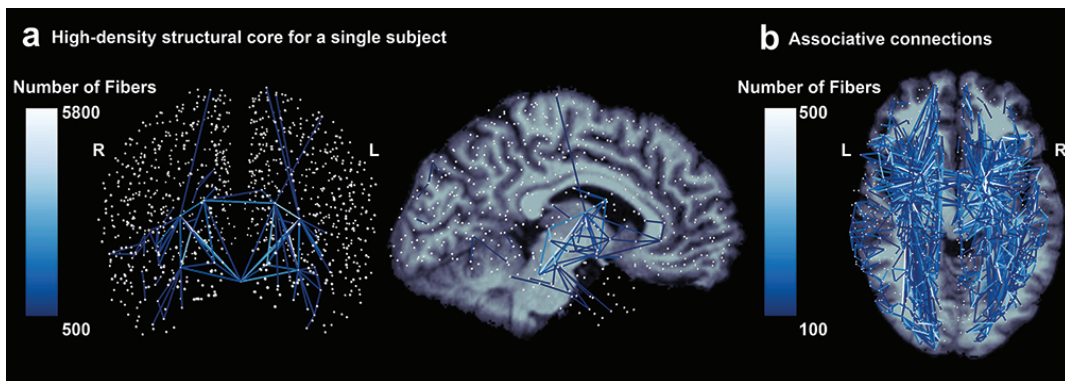 a High-density structural core for a single subject
Number of Fibers
5800
R
L
500
b Associative connections
Number of Fibers
500
L
R
100